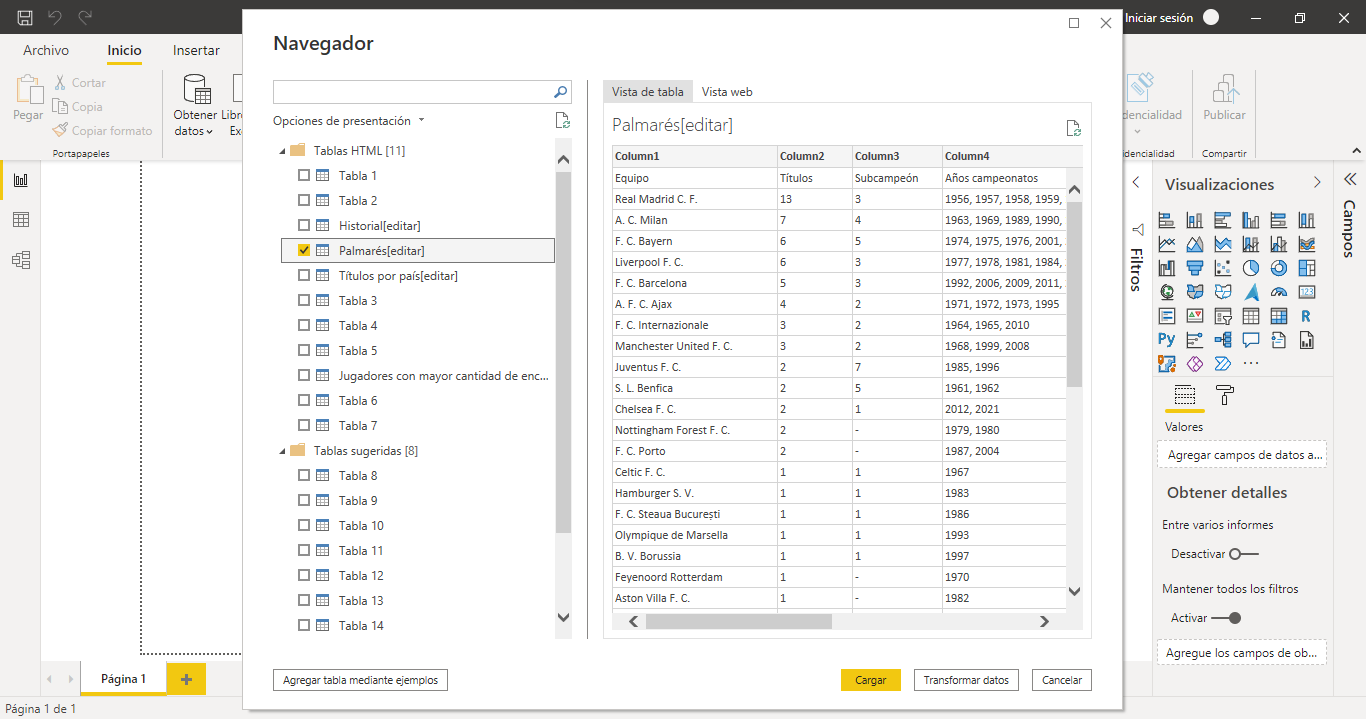 Iniciar sesión
Archivo
Inicio
Insertar
Pegar
Cortar
Copia
Copiar formato
Portapapeles
Obtener
datos
Navegador
Opciones de presentación
Tablas HTML [11]
Tabla 1
Tabla 2
Historial[editar]
Palmarés[editar]
Títulos por país[editar]
Tabla 3
Tabla 4
Tabla 5
Jugadores con mayor cantidad de enc...
Tabla 6
Tabla 7
Tablas sugeridas [8]
Tabla 8
Tabla 9
Tabla 10
Tabla 11
Tabla 12
Tabla 13
Tabla 14
Vista de tabla Vista web
Palmarés[editar]
Column1 Column2 Column3 Column4
Equipo Títulos Subcampeón Años campeonatos
Real Madrid C. F. 13 3 1956, 1957, 1958, 1959,
A. C. Milan 7 4 1963, 1969, 1989, 1990,
F. C. Bayern 6 5 1974, 1975, 1976, 2001,
Liverpool F. C. 6 3 1977, 1978, 1981, 1984,
F. C. Barcelona 5 3 1992, 2006, 2009, 2011,
A. F. C. Ajax 4 2 1971, 1972, 1973, 1995
F. C. Internazionale 3 2 1964, 1965, 2010
Manchester United F. C. 3 2 1968, 1999, 2008
Juventus F. C. 2 7 1985, 1996
S. L. Benfica 2 5 1961, 1962
Chelsea F. C. 2 1 2012, 2021
Nottingham Forest F. C. 2 - 1979, 1980
F. C. Porto 2 - 1987, 2004
Celtic F. C. 1 1 1967
Hamburger S. V. 1 1 1983
F. C. Steaua București 1 1 1986
Olympique de Marsella 1 1 1993
B. V. Borussia 1 1 1997
Feyenoord Rotterdam 1 - 1970
Aston Villa F. C. 1 - 1982
Agregar tabla mediante ejemplos
Cargar
Transformar datos
Cancelar
dencialidad
Publicar
idencialidad
Compartir
Filtros
Visualizaciones
123
R
Py
Valores
Agregar campos de datos a...
Obtener detalles
Entre varios informes
Desactivar
Mantener todos los filtros
Activar
Agregue los campos de ob...
Campos
Página 1
Página 1 de 1